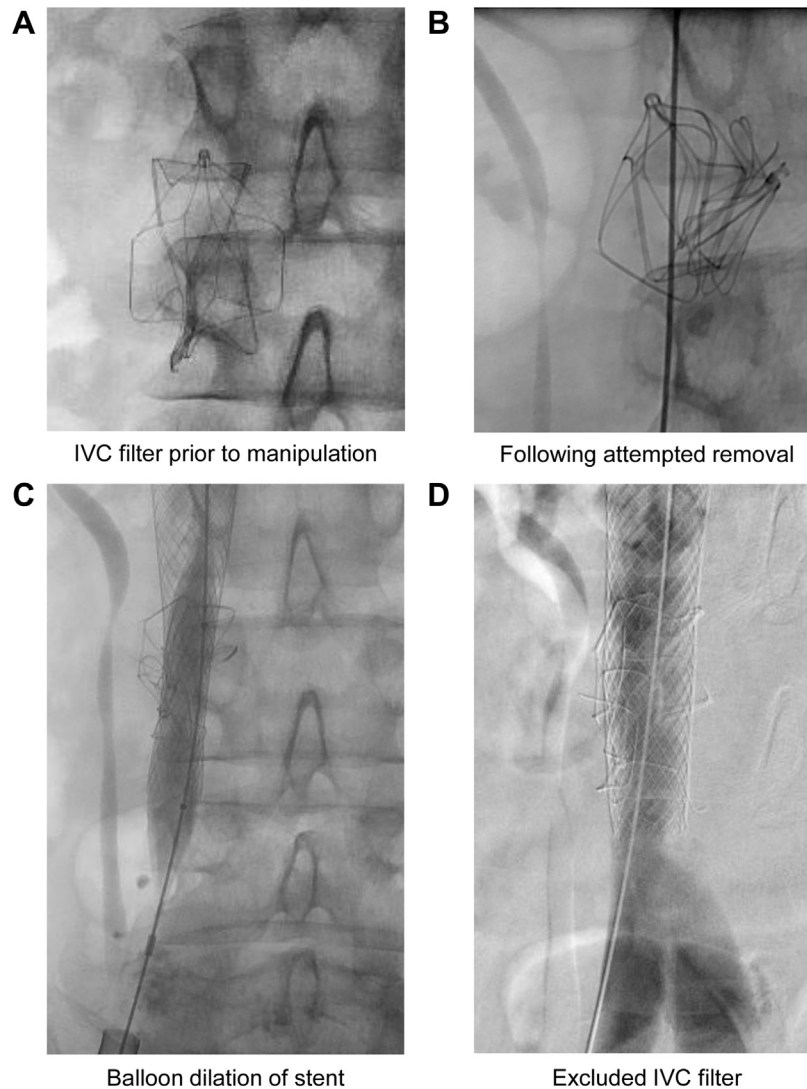 A
B
IVC filter prior to manipulation
Following attempted removal
C
D
Balloon dilation of stent
Excluded IVC filter